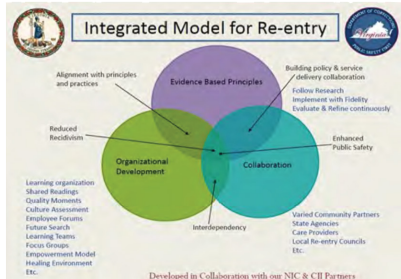 Integrated Model for Re-entry
Alignment with principles
and practices
Evidence Based Principles
Building policy & service
delivery collaboration
Follow Research
Implement with Fidelity
Evaluate & Refine continuously
Reduced
Recidivism
Enhanced
Public Safety
Organizational
Development
Collaboration
Learning organization
Shared Readings
Quality Moments
Culture Assessment
Employee Forums
Future Search
Learning Teams
Focus Groups
Empowerment Model
Healing Environment
Etc.
Interdependency
Varied Community Partners
State Agencies
Care Providers
Local Re-entry Councils
Etc.
Developed in Collaboration with our NIC & CII Partners